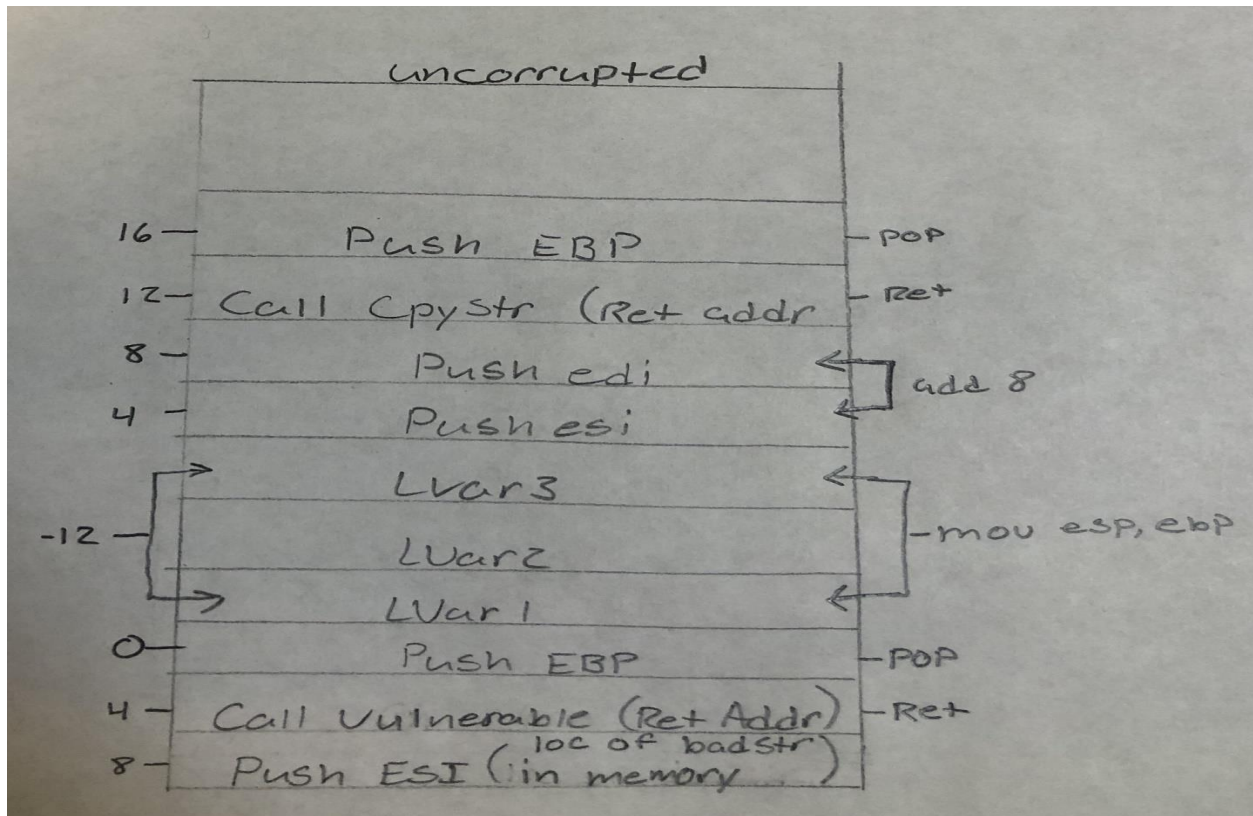 uncorrupted
16 — Push EBP — POP
12 — Call Cpystr (Ret addr — Ret
8 — Push edi
add 8
4 — Push esi
Lvar3
-12 — mov esp, ebp
LVar2
LVar1
0 — Push EBP — POP
4 — Call Vulnerable (Ret Addr) — Ret
loc of badstr
8 — Push ESI (in memory)